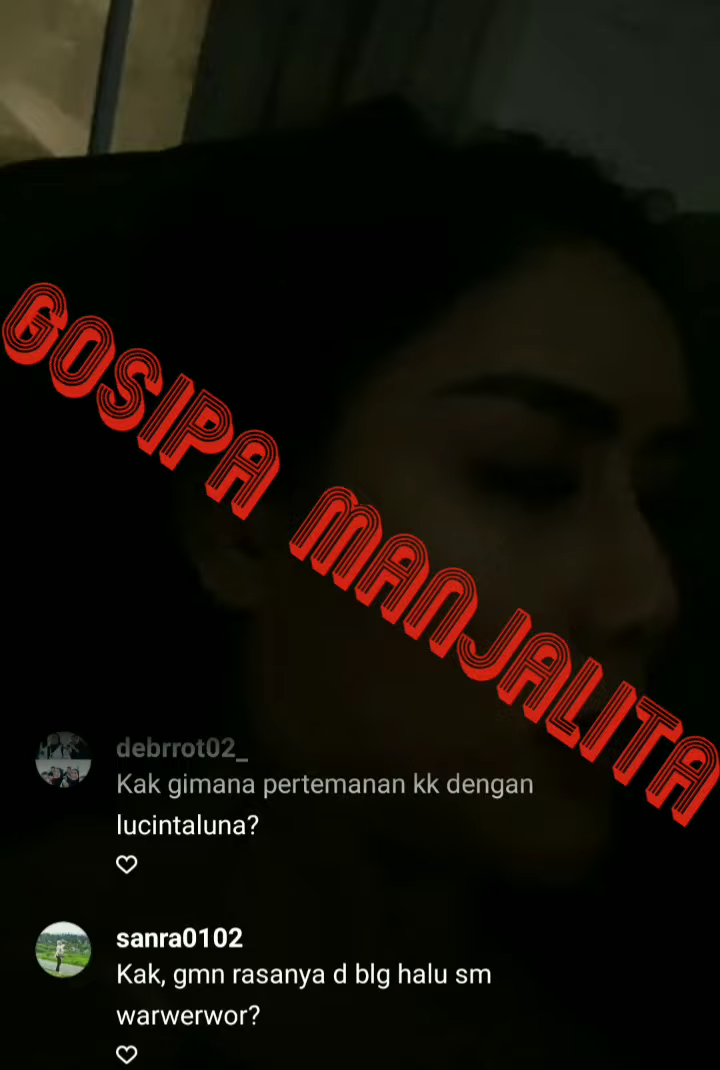 GOSIPA MANJALITA
debrrot02_
Kak gimana pertemanan kk dengan
lucintaluna?
sanra0102
Kak, gmn rasanya d blg halu sm
warwerwor?